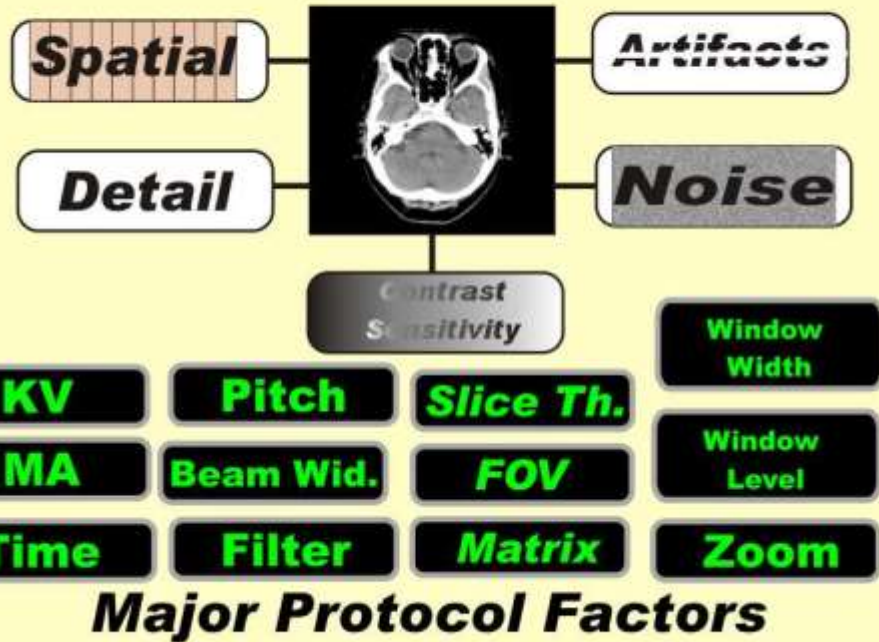 Spatial
Artifacts
Detail
Noise
Contrast
Sensitivity
KV
Pitch
Slice Th.
Window
Width
MA
Beam Wid.
FOV
Window
Level
Time
Filter
Matrix
Zoom
Major Protocol Factors